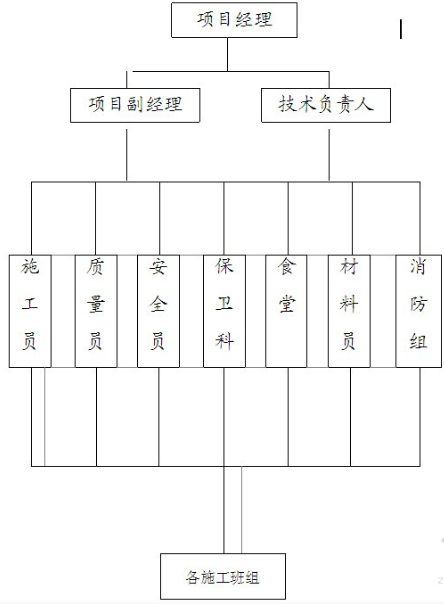 项目经理
项目副经理
技术负责人
施工员
质量员
安全员
保卫科
食堂
材料员
消防组
各施工班组